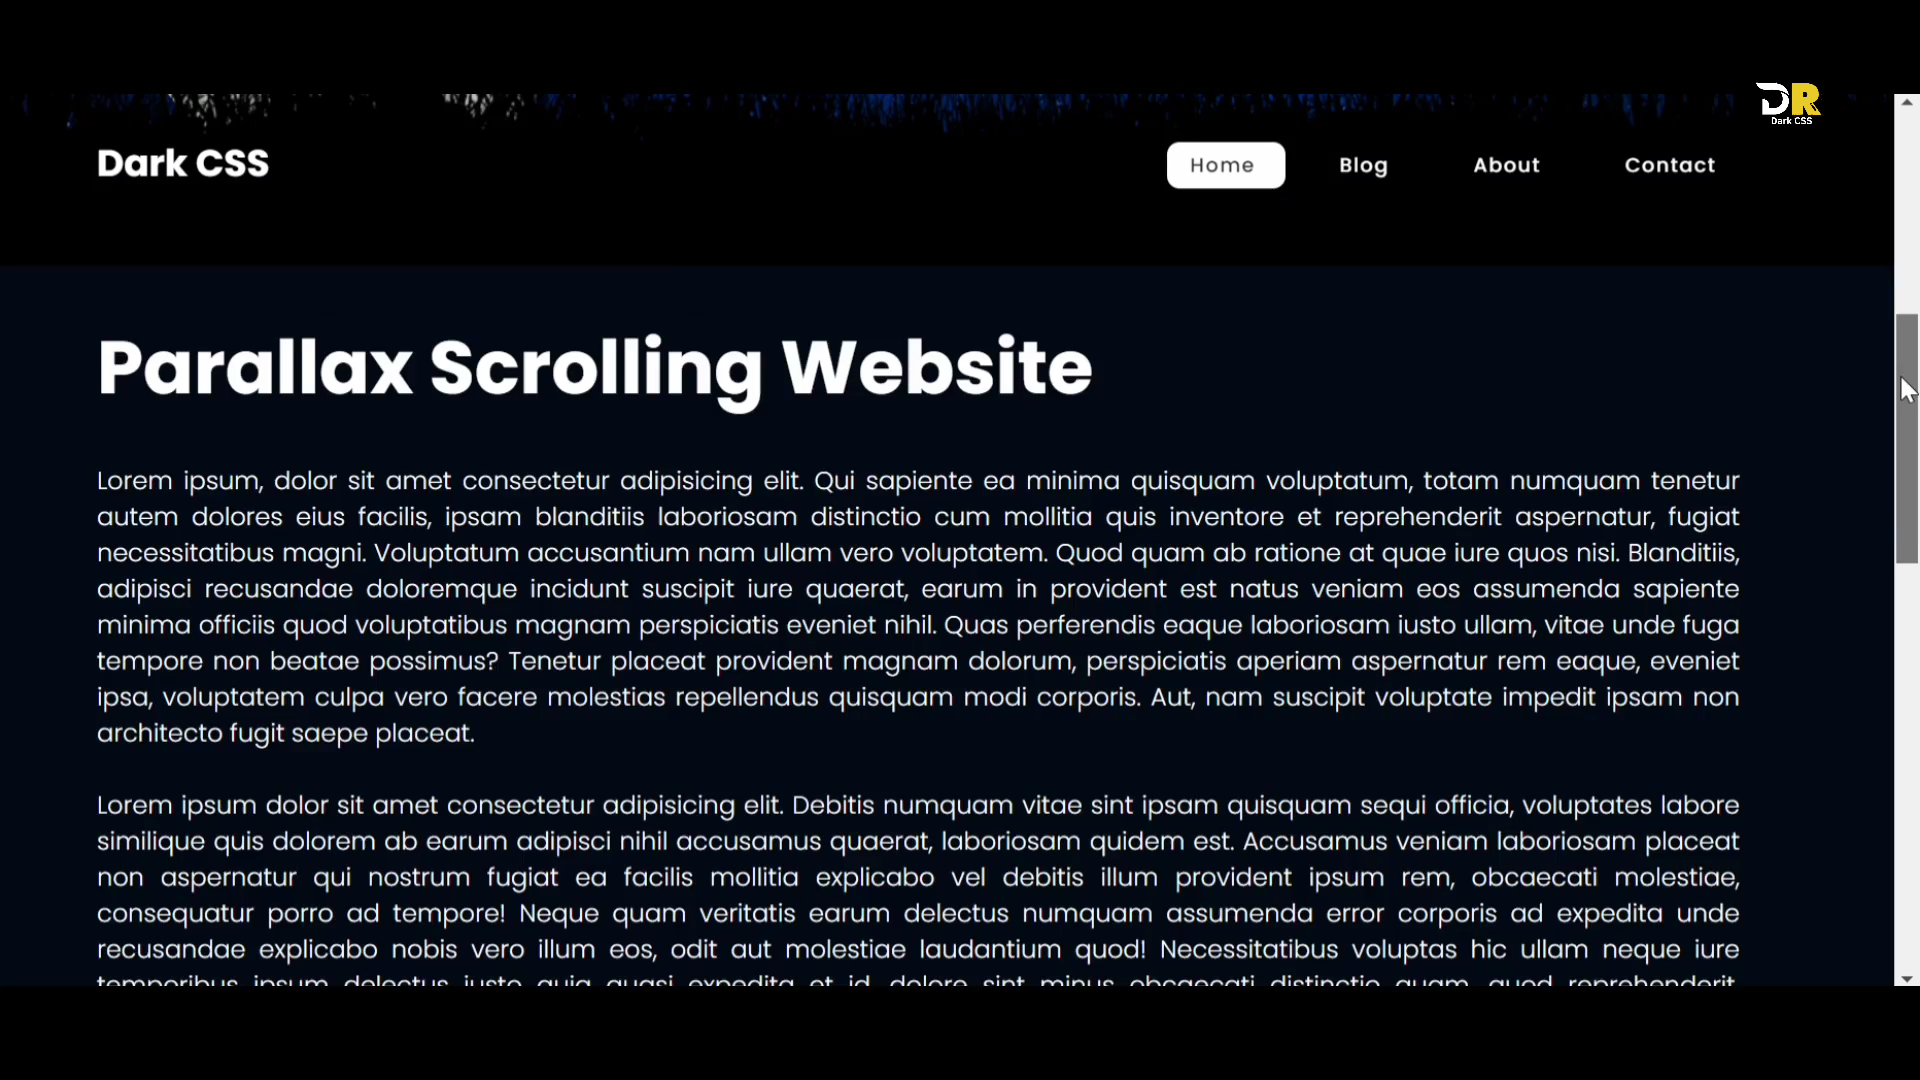 DR
Dark CSS
Dark CSS
Home
Blog
About
Contact
Parallax Scrolling Website
Lorem ipsum, dolor sit amet consectetur adipisicing elit. Qui sapiente ea minima quisquam voluptatum, totam numquam tenetur
autem dolores eius facilis, ipsam blanditiis laboriosam distinctio cum mollitia quis inventore et reprehenderit aspernatur, fugiat
necessitatibus magni. Voluptatum accusantium nam ullam vero voluptatem. Quod quam ab ratione at quae iure quos nisi. Blanditiis,
adipisci recusandae doloremque incidunt suscipit iure quaerat, earum in provident est natus veniam eos assumenda sapiente
minima officiis quod voluptatibus magnam perspiciatis eveniet nihil. Quas perferendis eaque laboriosam iusto ullam, vitae unde fuga
tempore non beatae possimus? Tenetur placeat provident magnam dolorum, perspiciatis aperiam aspernatur rem eaque, eveniet
ipsa, voluptatem culpa vero facere molestias repellendus quisquam modi corporis. Aut, nam suscipit voluptate impedit ipsam non
architecto fugit saepe placeat.
Lorem ipsum dolor sit amet consectetur adipisicing elit. Debitis numquam vitae sint ipsam quisquam sequi officia, voluptates labore
similique quis dolorem ab earum adipisci nihil accusamus quaerat, laboriosam quidem est. Accusamus veniam laboriosam placeat
non aspernatur qui nostrum fugiat ea facilis mollitia explicabo vel debitis illum provident ipsum rem, obcaecati molestiae,
consequatur porro ad tempore! Neque quam veritatis earum delectus numquam assumenda error corporis ad expedita unde
recusandae explicabo nobis vero illum eos, odit aut molestiae laudantium quod! Necessitatibus voluptas hic ullam neque iure
temporibus ipsum delectus iusto quia quasi expedita et id, dolore sint minus obcaecati distinctio quam, quod reprehenderit.